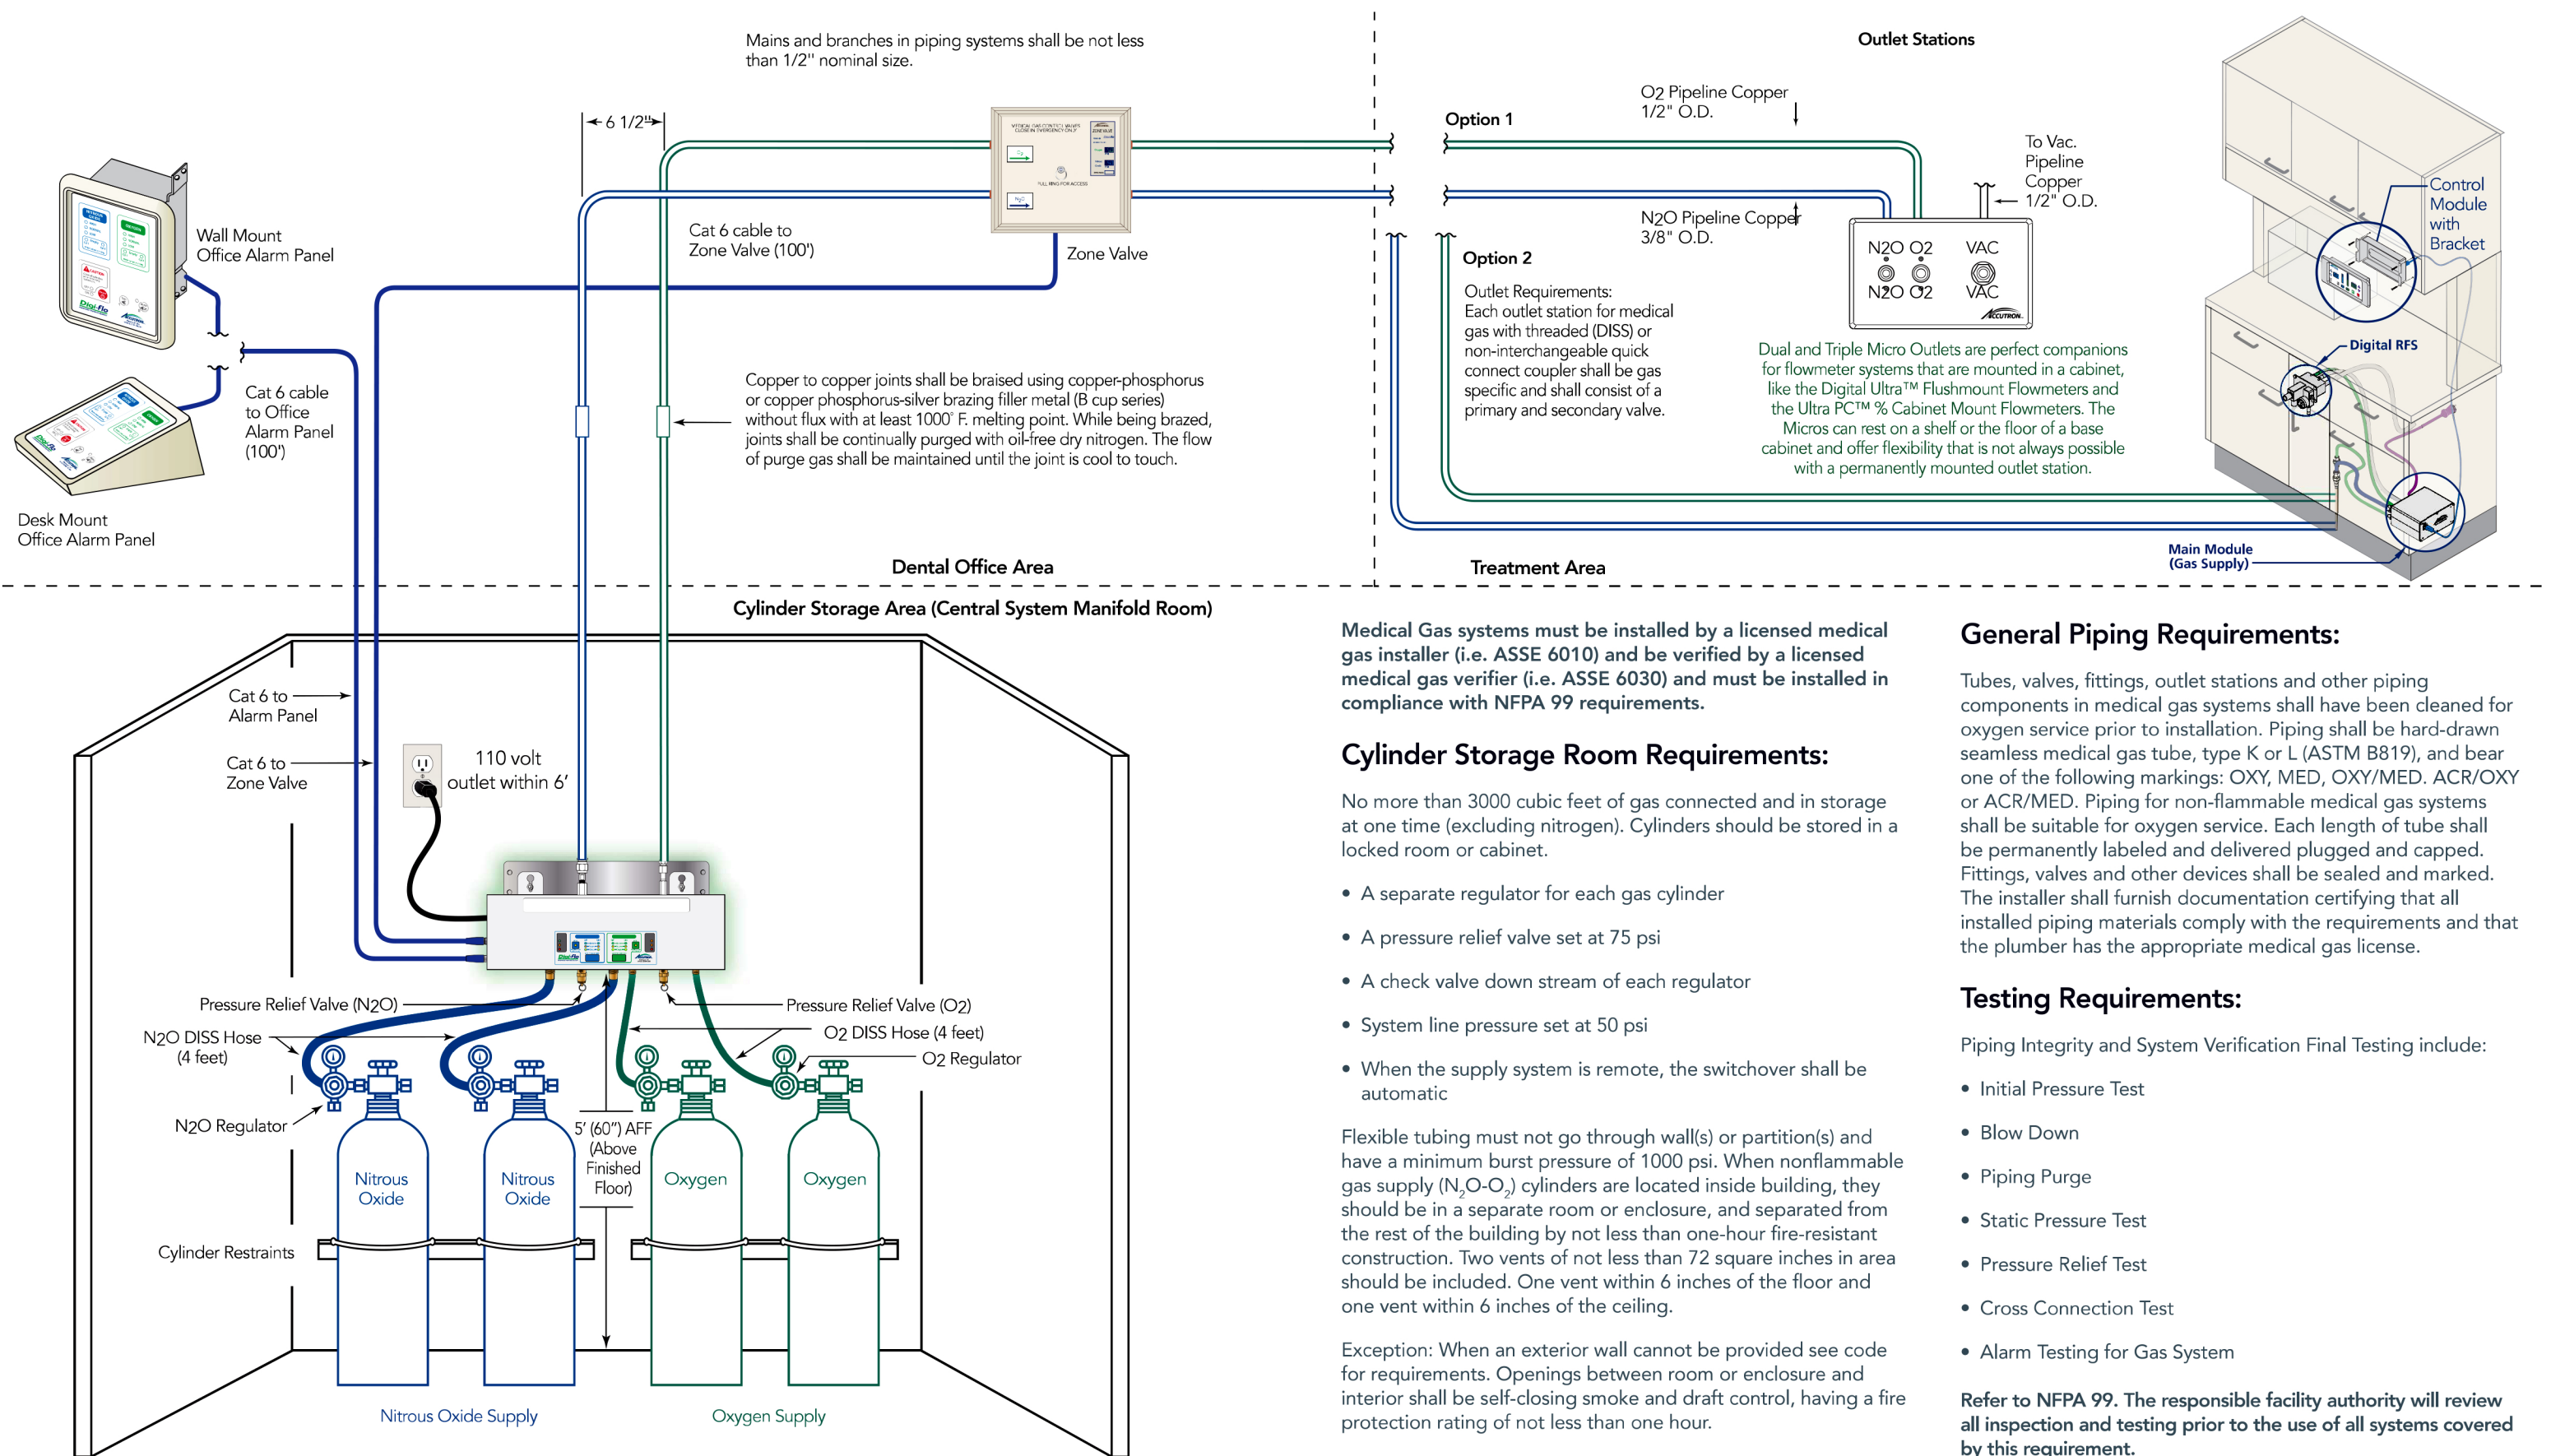 Mains and branches in piping systems shall be not less
than 1/2" nominal size.
6 1/2"
MEDICAL GAS CONTROL VALVES
CLOSE IN EMERGENCY ONLY
ZONE VALVE
PULL RING FOR ACCESS
N2O
Zone Valve
Cat 6 cable to
Zone Valve (100')
Wall Mount
Office Alarm Panel
Digi-flo
ACCUTRON
Cat 6 cable
to Office
Alarm Panel
(100')
Digi-flo
Desk Mount
Office Alarm Panel
Copper to copper joints shall be braised using copper-phosphorus
or copper phosphorus-silver brazing filler metal (B cup series)
without flux with at least 1000° F. melting point. While being brazed,
joints shall be continually purged with oil-free dry nitrogen. The flow
of purge gas shall be maintained until the joint is cool to touch.
Dental Office Area
Outlet Stations
Option 1
O2 Pipeline Copper
1/2" O.D.
N2O Pipeline Copper
3/8" O.D.
To Vac.
Pipeline
Copper
1/2" O.D.
N2O O2 VAC
N2O O2 VAC
ACCUTRON
Option 2
Outlet Requirements:
Each outlet station for medical
gas with threaded (DISS) or
non-interchangeable quick
connect coupler shall be gas
specific and shall consist of a
primary and secondary valve.
Dual and Triple Micro Outlets are perfect companions
for flowmeter systems that are mounted in a cabinet,
like the Digital Ultra™ Flushmount Flowmeters and
the Ultra PC™ % Cabinet Mount Flowmeters. The
Micros can rest on a shelf or the floor of a base
cabinet and offer flexibility that is not always possible
with a permanently mounted outlet station.
Control
Module
with
Bracket
Digital RFS
Main Module
(Gas Supply)
Treatment Area
Cylinder Storage Area (Central System Manifold Room)
Cat 6 to
Alarm Panel
Cat 6 to
Zone Valve
110 volt
outlet within 6'
Digi-flo
Pressure Relief Valve (N2O)
N2O DISS Hose
(4 feet)
N2O Regulator
Pressure Relief Valve (O2)
O2 DISS Hose (4 feet)
O2 Regulator
5' (60") AFF
(Above
Finished
Floor)
Nitrous
Oxide
Nitrous
Oxide
Oxygen
Oxygen
Cylinder Restraints
Nitrous Oxide Supply
Oxygen Supply
Medical Gas systems must be installed by a licensed medical
gas installer (i.e. ASSE 6010) and be verified by a licensed
medical gas verifier (i.e. ASSE 6030) and must be installed in
compliance with NFPA 99 requirements.
Cylinder Storage Room Requirements:
No more than 3000 cubic feet of gas connected and in storage
at one time (excluding nitrogen). Cylinders should be stored in a
locked room or cabinet.
• A separate regulator for each gas cylinder
• A pressure relief valve set at 75 psi
• A check valve down stream of each regulator
• System line pressure set at 50 psi
• When the supply system is remote, the switchover shall be
automatic
Flexible tubing must not go through wall(s) or partition(s) and
have a minimum burst pressure of 1000 psi. When nonflammable
gas supply (N₂O-O₂) cylinders are located inside building, they
should be in a separate room or enclosure, and separated from
the rest of the building by not less than one-hour fire-resistant
construction. Two vents of not less than 72 square inches in area
should be included. One vent within 6 inches of the floor and
one vent within 6 inches of the ceiling.
Exception: When an exterior wall cannot be provided see code
for requirements. Openings between room or enclosure and
interior shall be self-closing smoke and draft control, having a fire
protection rating of not less than one hour.
General Piping Requirements:
Tubes, valves, fittings, outlet stations and other piping
components in medical gas systems shall have been cleaned for
oxygen service prior to installation. Piping shall be hard-drawn
seamless medical gas tube, type K or L (ASTM B819), and bear
one of the following markings: OXY, MED, OXY/MED. ACR/OXY
or ACR/MED. Piping for non-flammable medical gas systems
shall be suitable for oxygen service. Each length of tube shall
be permanently labeled and delivered plugged and capped.
Fittings, valves and other devices shall be sealed and marked.
The installer shall furnish documentation certifying that all
installed piping materials comply with the requirements and that
the plumber has the appropriate medical gas license.
Testing Requirements:
Piping Integrity and System Verification Final Testing include:
• Initial Pressure Test
• Blow Down
• Piping Purge
• Static Pressure Test
• Pressure Relief Test
• Cross Connection Test
• Alarm Testing for Gas System
Refer to NFPA 99. The responsible facility authority will review
all inspection and testing prior to the use of all systems covered
by this requirement.